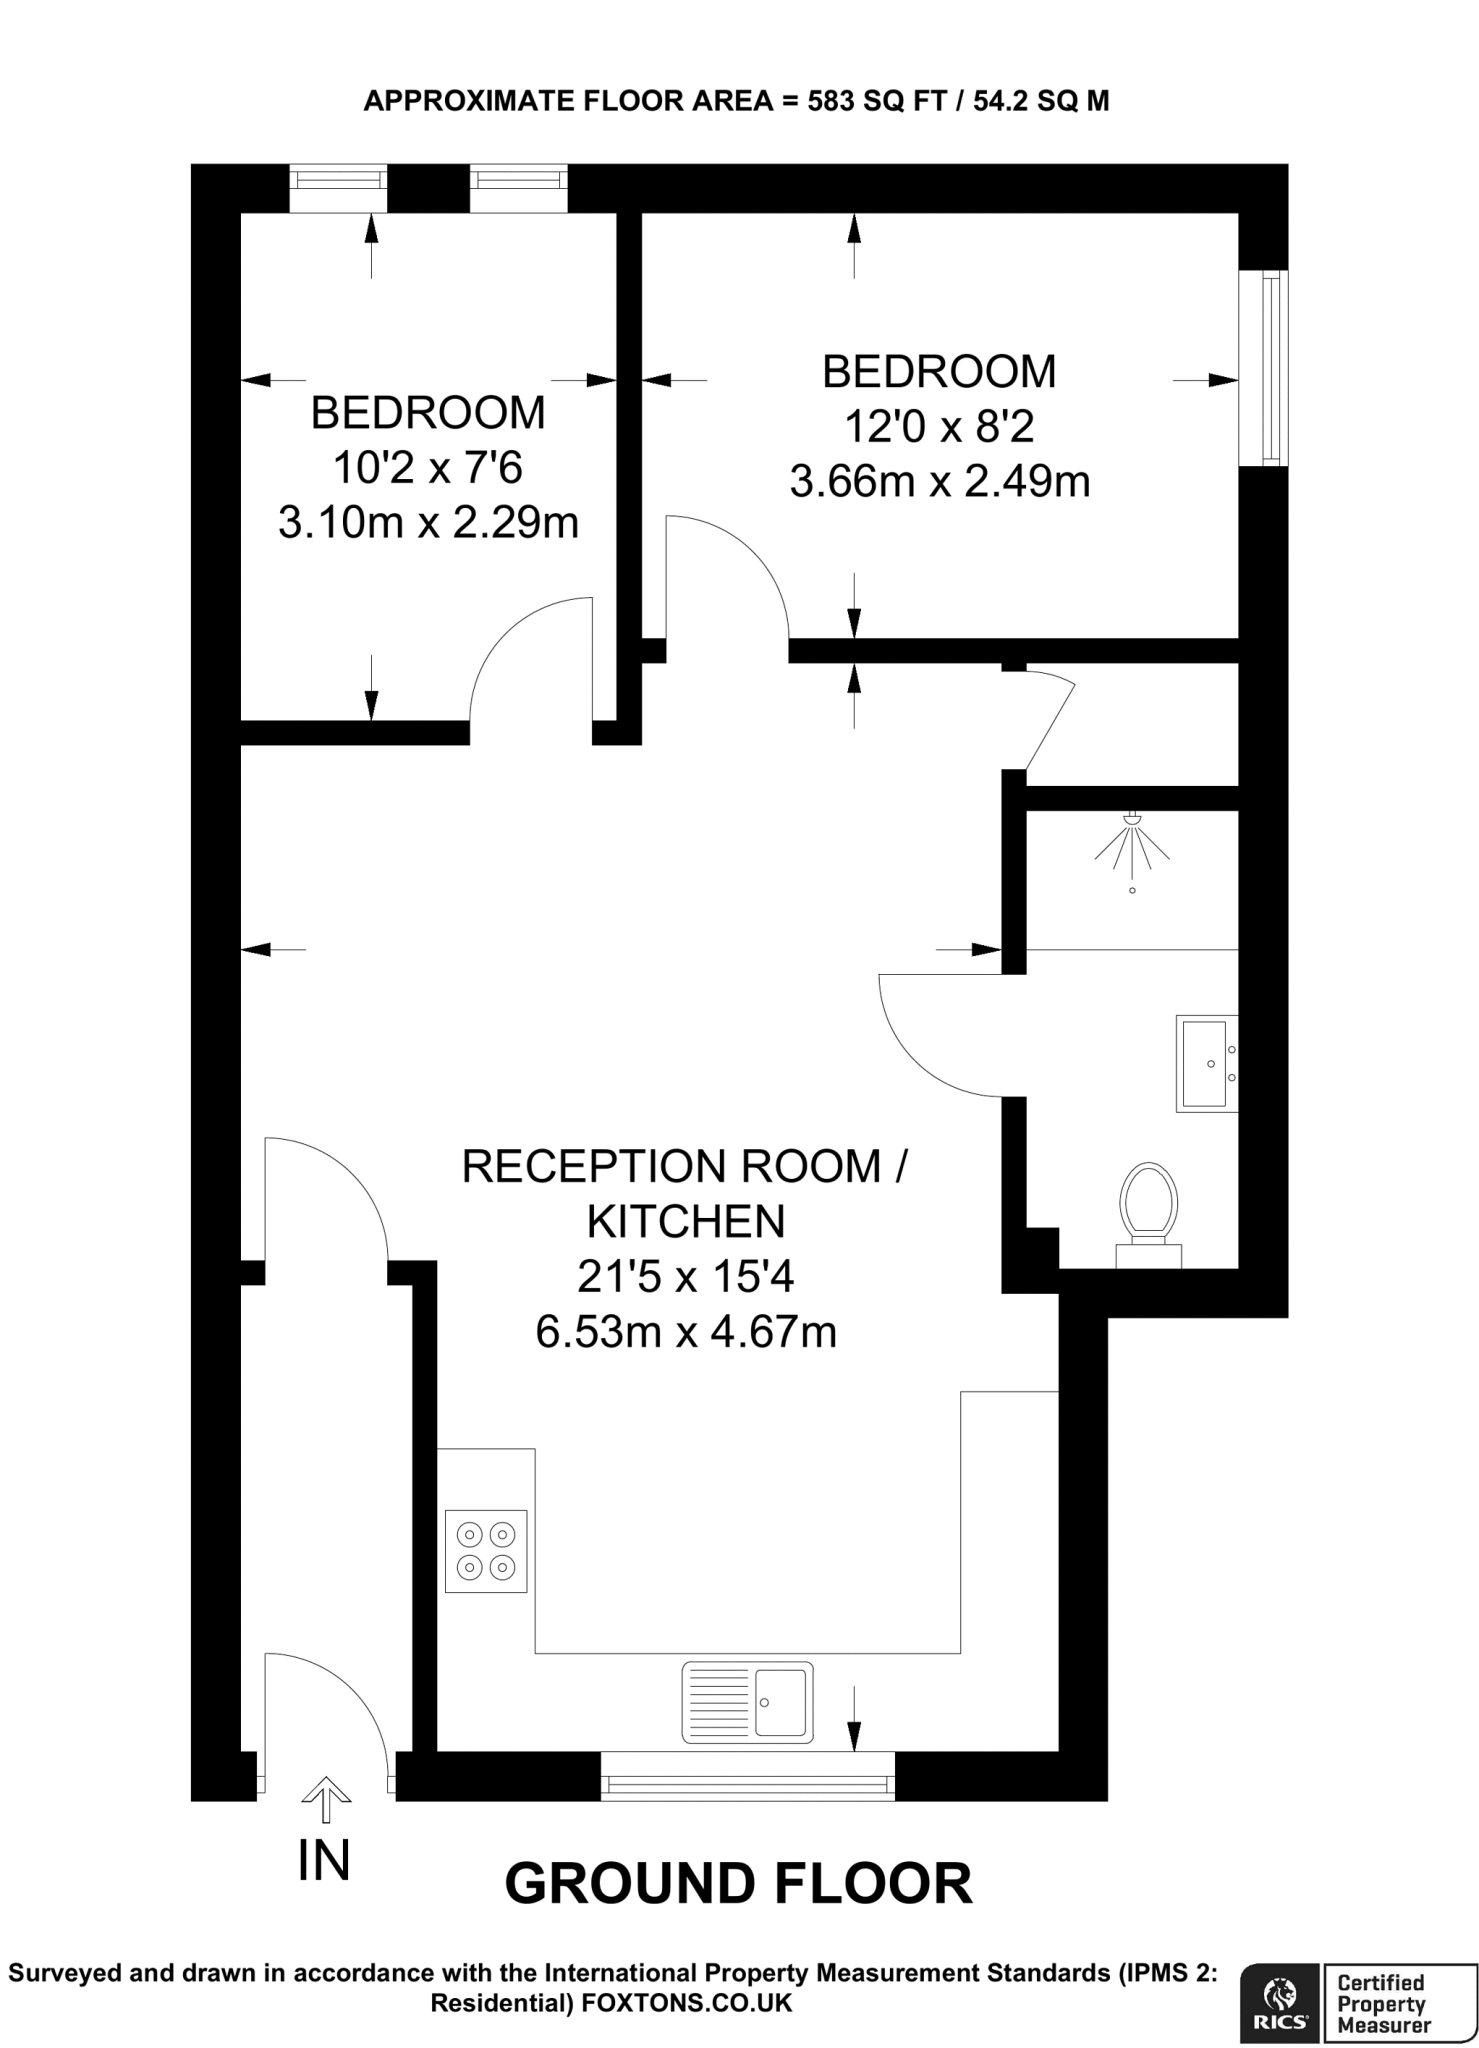 APPROXIMATE FLOOR AREA = 583 SQ FT / 54.2 SQ M
BEDROOM
10'2 x 7'6
3.10m x 2.29m
BEDROOM
12'0 x 8'2
3.66m x 2.49m
RECEPTION ROOM /
KITCHEN
21'5 x 15'4
6.53m x 4.67m
IN
GROUND FLOOR
Surveyed and drawn in accordance with the International Property Measurement Standards (IPMS 2:
Residential) FOXTONS.CO.UK
RICS
Certified
Property
Measurer